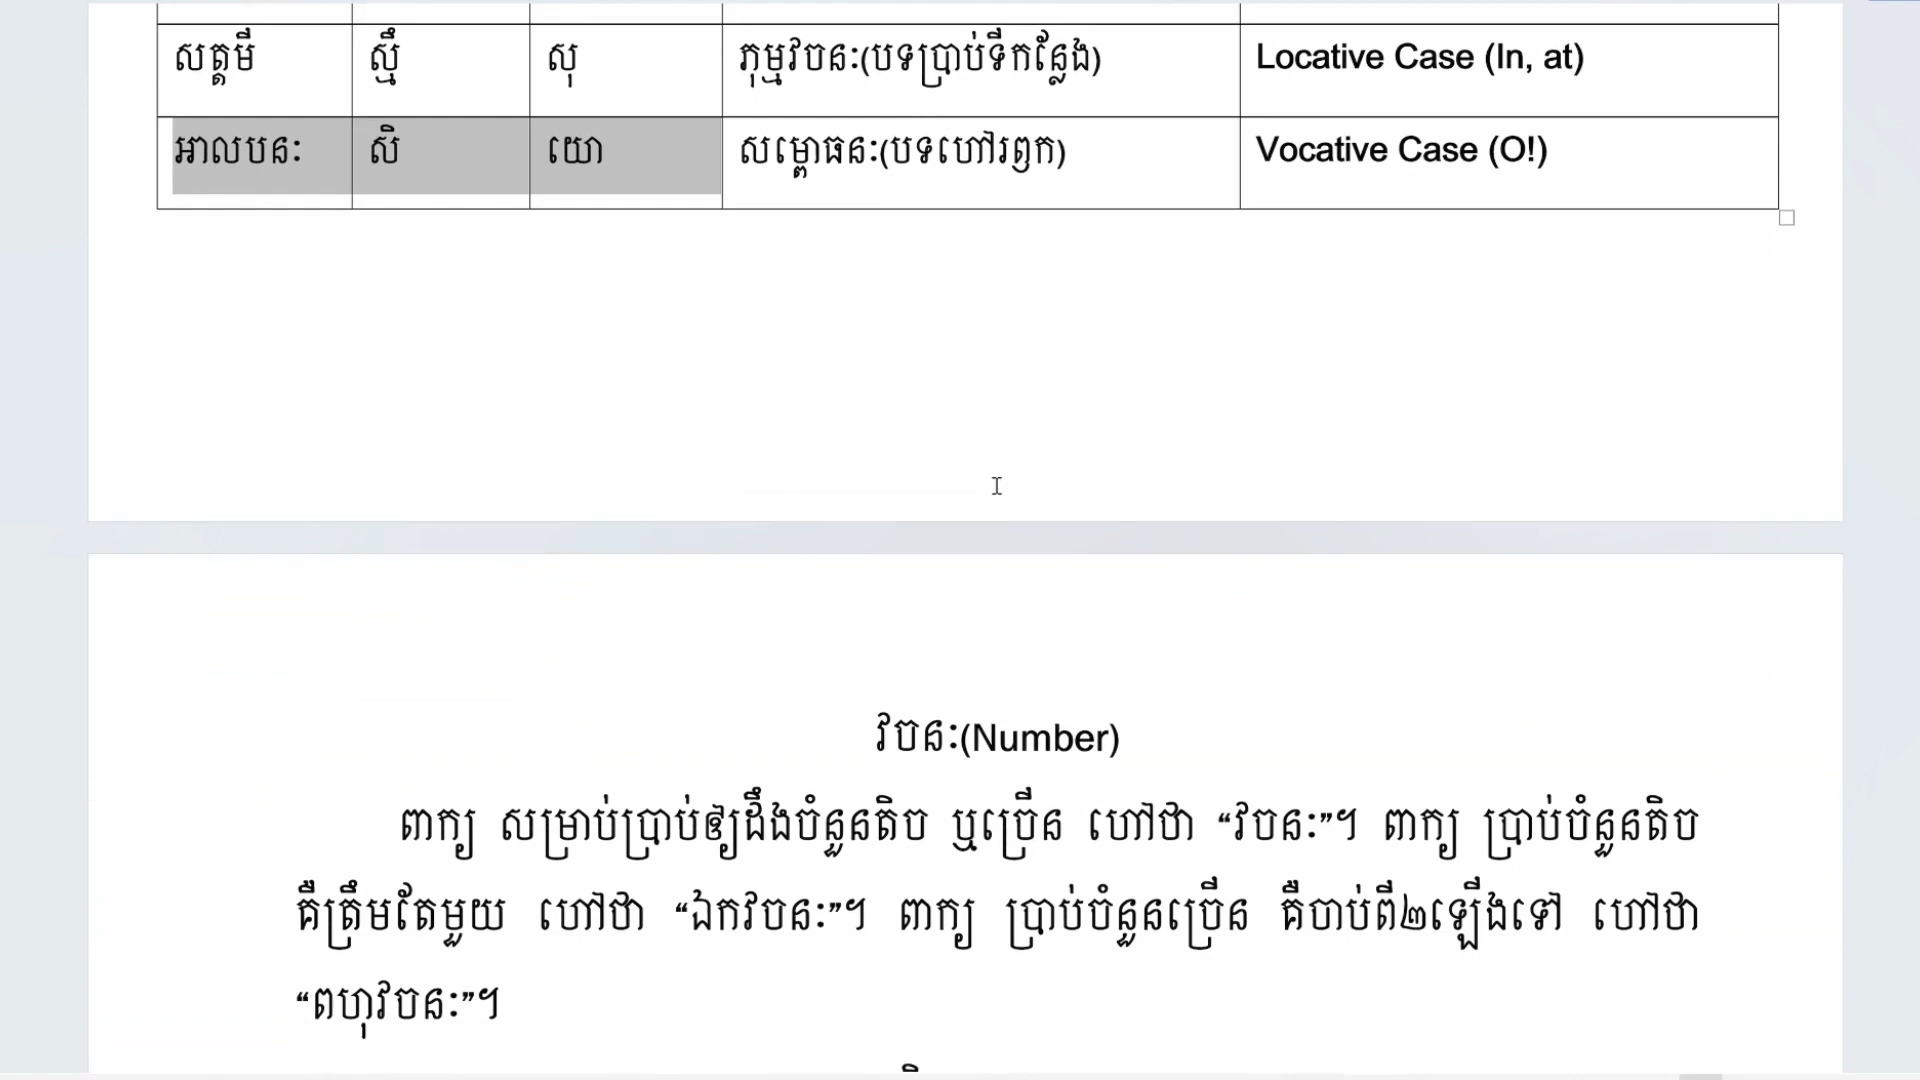 សត្តមី ស្មឹ សុ ភុម្មវចនៈ(បទប្រាប់ទីកន្លែង) Locative Case (In, at)
អាលបនៈ សិ យោ សម្ពោធនៈ(បទហៅរឭក) Vocative Case (O!)
វចនៈ(Number)
ពាក្យ សម្រាប់ប្រាប់ឲ្យដឹងចំនួនតិច ឬច្រើន ហៅថា “វចនៈ”។ ពាក្យ ប្រាប់ចំនួនតិច
គឺត្រឹមតែមួយ ហៅថា “ឯកវចនៈ”។ ពាក្យ ប្រាប់ចំនួនច្រើន គឺចាប់ពី២ឡើងទៅ ហៅថា
“ពហុវចនៈ”។